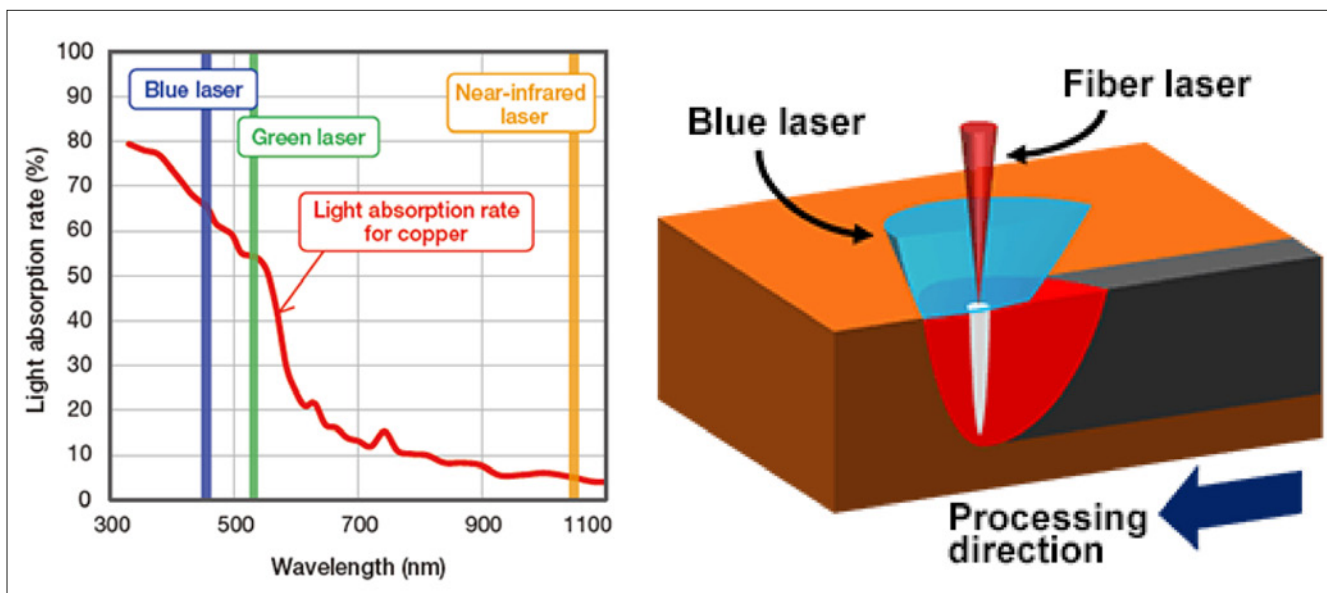 100
90
80
70
60
50
40
30
20
10
0
Light absorption rate (%)
Blue laser
Green laser
Near-infrared
laser
Light absorption rate
for copper
300 500 700 900 1100
Wavelength (nm)
Fiber laser
Blue laser
Processing
direction